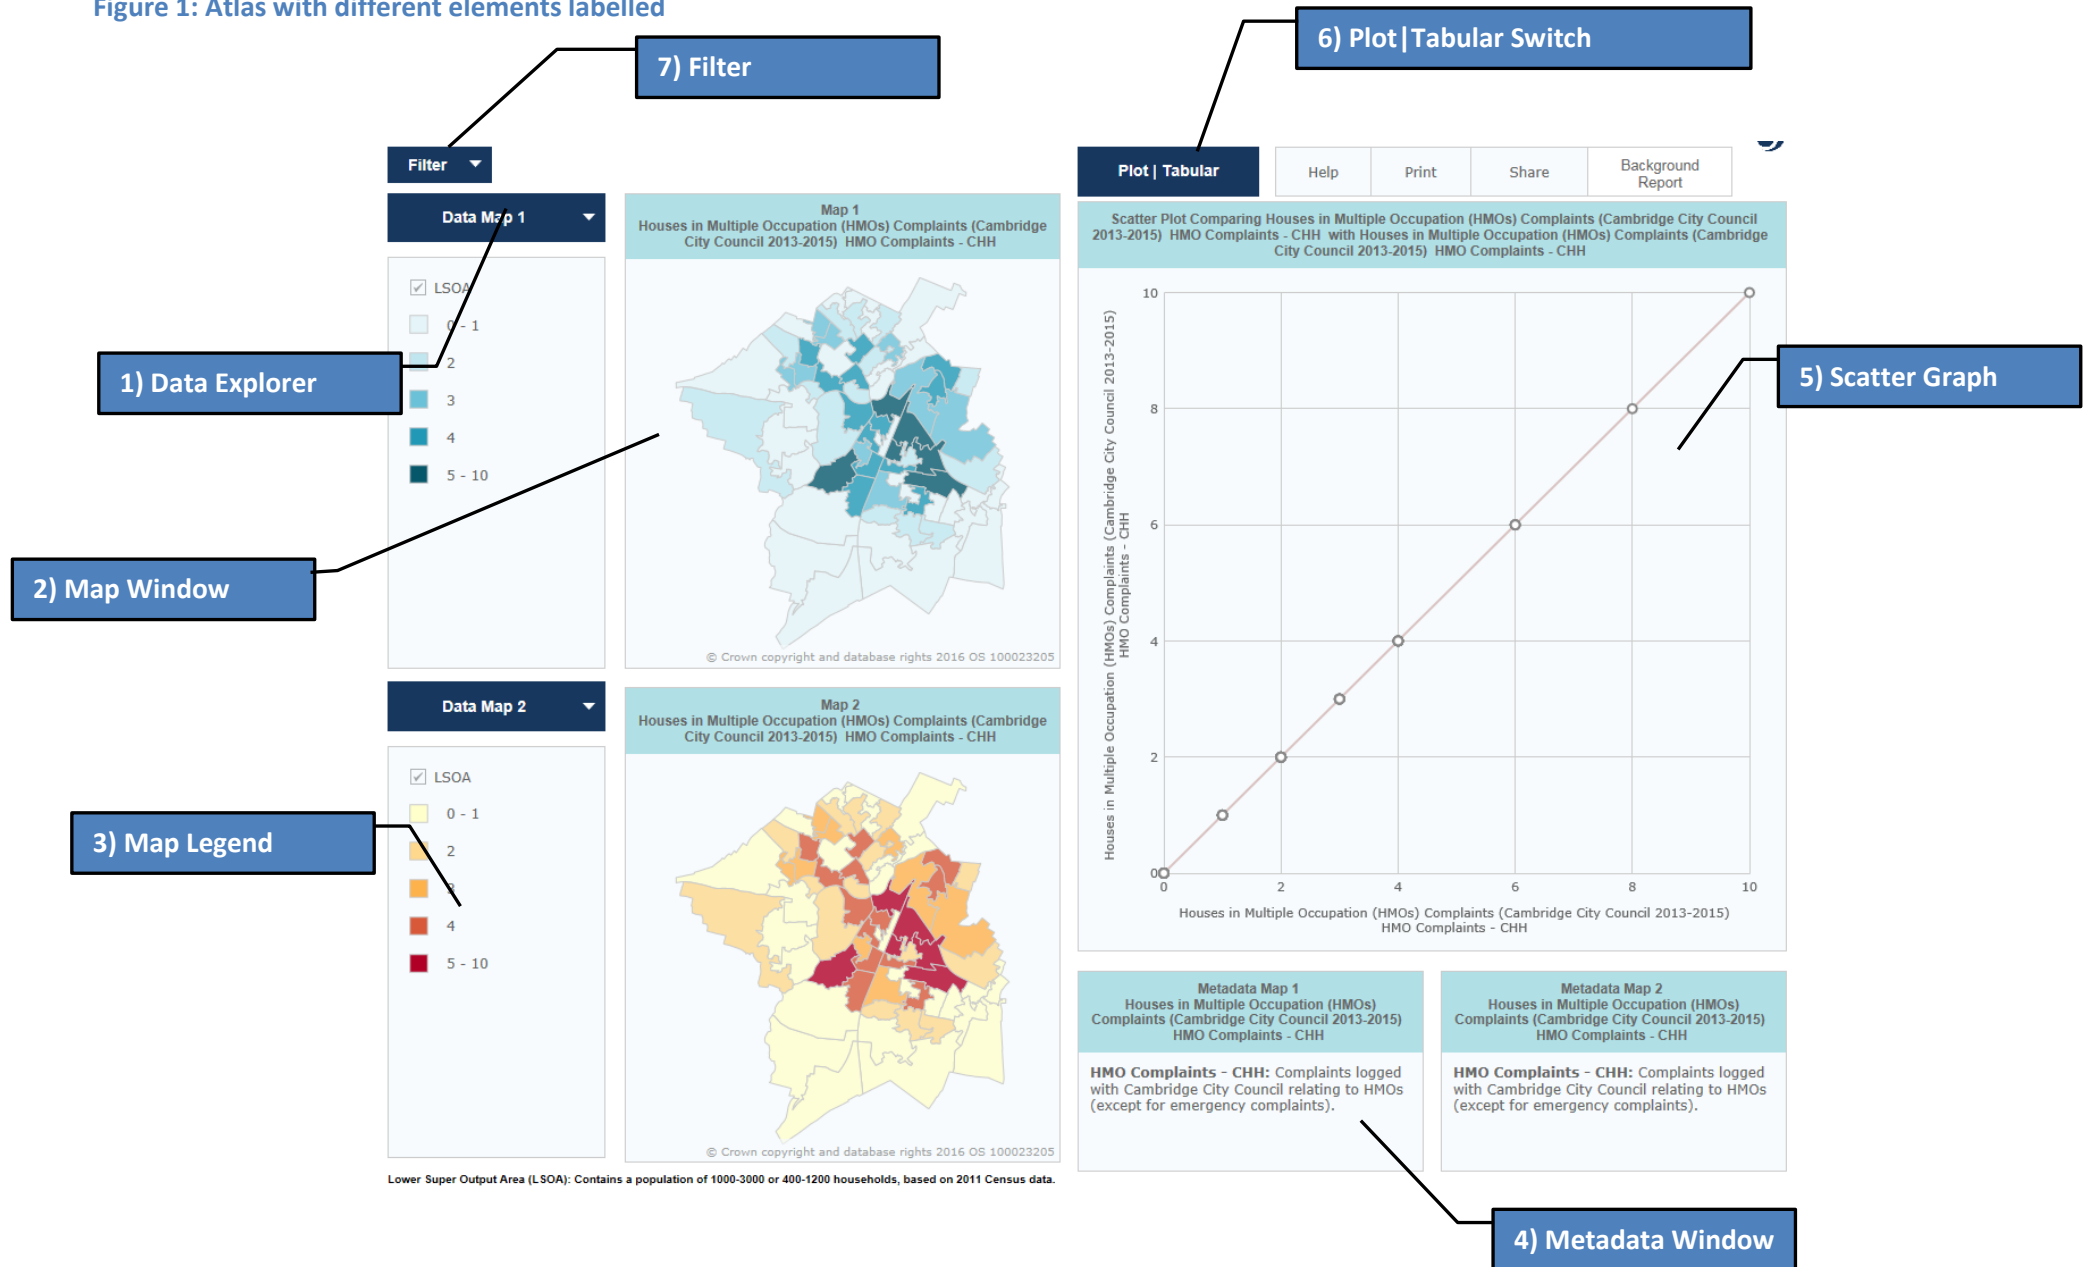 Figure 1: Atlas with different elements labelled
7) Filter
6) Plot|Tabular Switch
Filter
Plot | Tabular
Help
Print
Share
Background
Report
Data Map 1
LSOA
0 - 1
2
3
4
5 - 10
Map 1
Houses in Multiple Occupation (HMOs) Complaints (Cambridge
City Council 2013-2015) HMO Complaints - CHH
© Crown copyright and database rights 2016 OS 100023205
1) Data Explorer
2) Map Window
Data Map 2
LSOA
0 - 1
2
3
4
5 - 10
3) Map Legend
Map 2
Houses in Multiple Occupation (HMOs) Complaints (Cambridge
City Council 2013-2015) HMO Complaints - CHH
© Crown copyright and database rights 2016 OS 100023205
Lower Super Output Area (LSOA): Contains a population of 1000-3000 or 400-1200 households, based on 2011 Census data.
Scatter Plot Comparing Houses in Multiple Occupation (HMOs) Complaints (Cambridge City Council
2013-2015) HMO Complaints - CHH with Houses in Multiple Occupation (HMOs) Complaints (Cambridge
City Council 2013-2015) HMO Complaints - CHH
Houses in Multiple Occupation (HMOs) Complaints (Cambridge City Council 2013-2015)
HMO Complaints - CHH
10
8
6
4
2
0
0
2
4
6
8
10
Houses in Multiple Occupation (HMOs) Complaints (Cambridge City Council 2013-2015)
HMO Complaints - CHH
5) Scatter Graph
Metadata Map 1
Houses in Multiple Occupation (HMOs)
Complaints (Cambridge City Council 2013-2015)
HMO Complaints - CHH
HMO Complaints - CHH: Complaints logged
with Cambridge City Council relating to HMOs
(except for emergency complaints).
Metadata Map 2
Houses in Multiple Occupation (HMOs)
Complaints (Cambridge City Council 2013-2015)
HMO Complaints - CHH
HMO Complaints - CHH: Complaints logged
with Cambridge City Council relating to HMOs
(except for emergency complaints).
4) Metadata Window